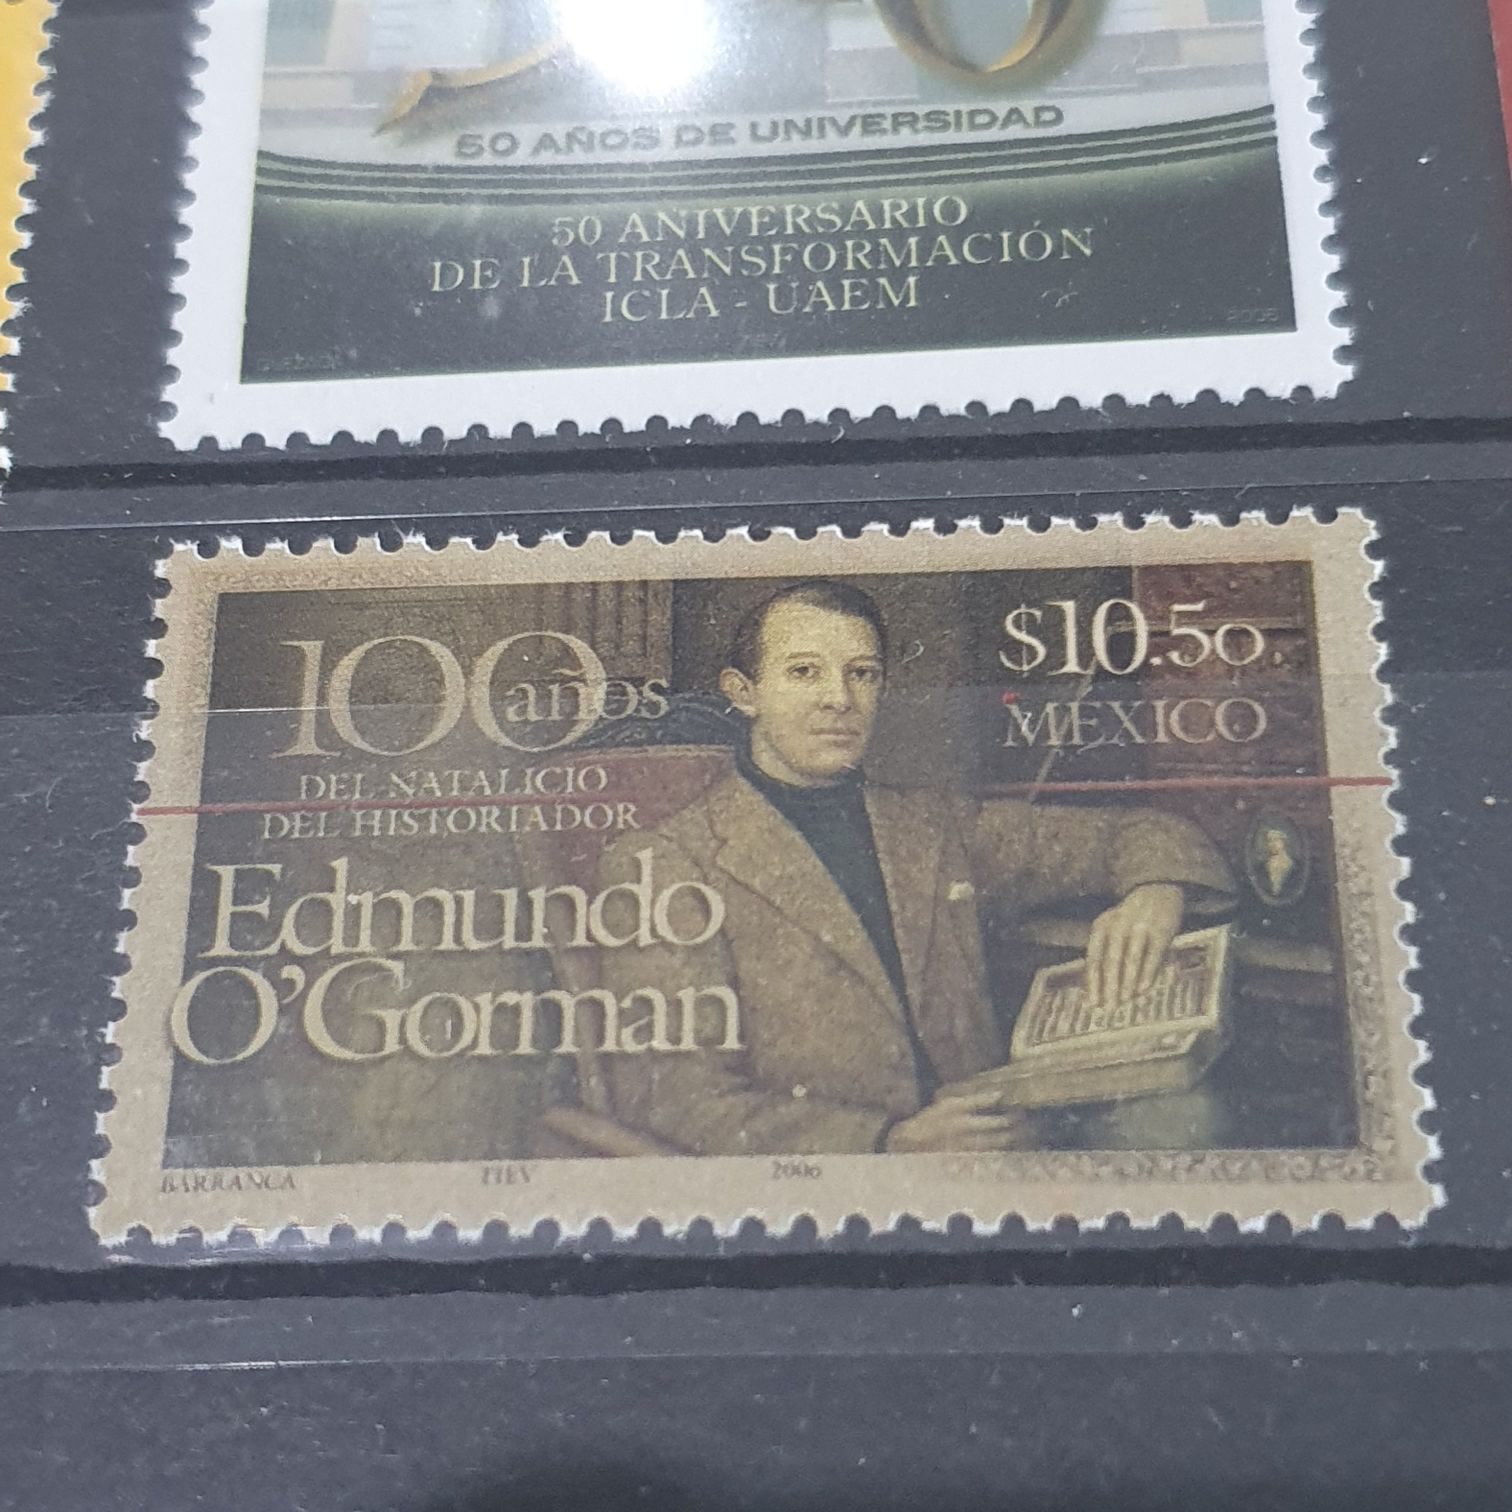 50 AÑOS DE UNIVERSIDAD
50 ANIVERSARIO
DE LA TRANSFORMACIÓN
ICLA - UAEM
100 años
DEL NATALICIO
DEL HISTORIADOR
Edmundo
O'Gorman
$10.50
MÉXICO
BARRANCA TIEV 2006